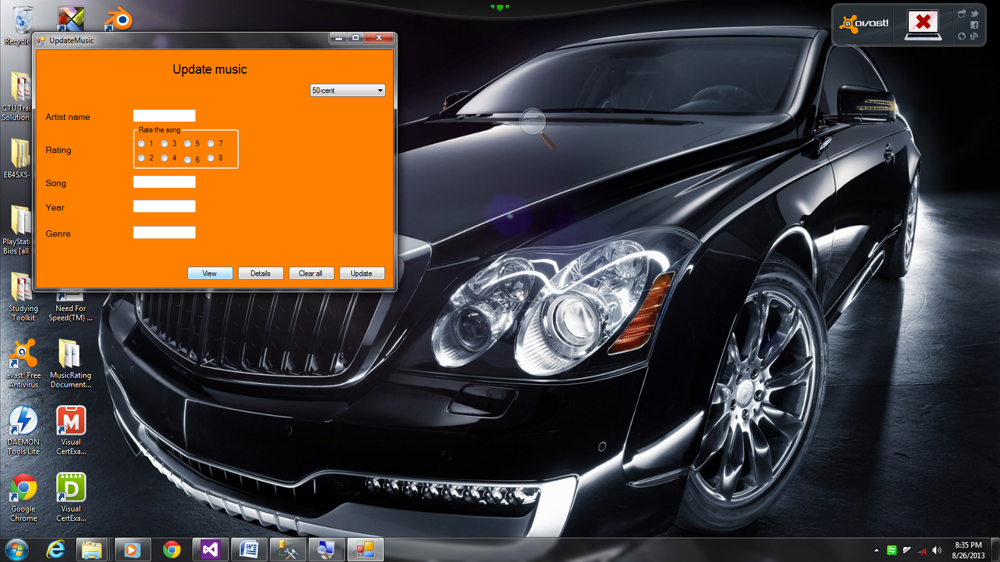 Recycle
UpdateMusic
Update music
50-cent
Artist name
Rate the song
Rating
1 3 5 7
2 4 6 8
Song
Year
Genre
View
Details
Clear all
Update
avast!
CTU Trai
Solution
EB4SXS-
PlayStati
Bios [all
Studying
Toolkit
Need For
Speed(TM) ...
avast! Free
Antivirus
MusicRating
Document...
DAEMON
Tools Lite
Visual
CertExa...
Google
Chrome
Visual
CertExa...
8:35 PM
8/26/2013